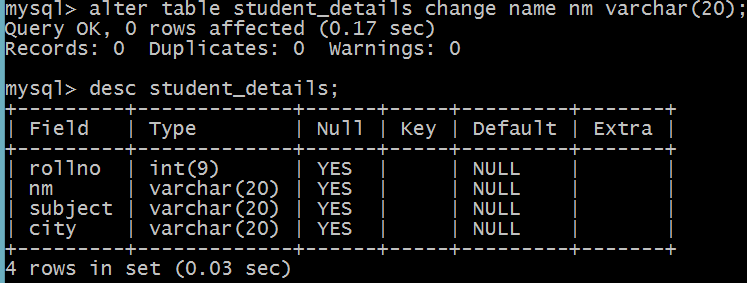 mysql> alter table student_details change name nm varchar(20);
Query OK, 0 rows affected (0.17 sec)
Records: 0  Duplicates: 0  Warnings: 0

mysql> desc student_details;
+---------+-------------+------+-----+---------+-------+
| Field   | Type        | Null | Key | Default | Extra |
+---------+-------------+------+-----+---------+-------+
| rollno  | int(9)      | YES  |     | NULL    |       |
| nm      | varchar(20) | YES  |     | NULL    |       |
| subject | varchar(20) | YES  |     | NULL    |       |
| city    | varchar(20) | YES  |     | NULL    |       |
+---------+-------------+------+-----+---------+-------+
4 rows in set (0.03 sec)